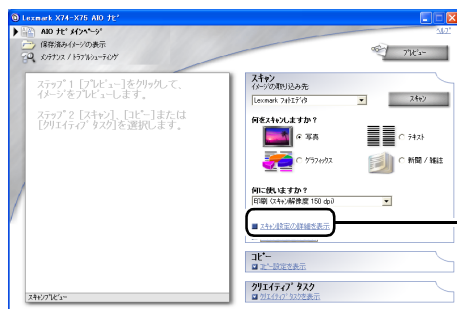 Lexmark X74-X75 AIO ﾅﾋﾞ
AIO ﾅﾋﾞ ﾒｲﾝﾍﾟｰｼﾞ
ﾍﾙﾌﾟ
保存済みｲﾒｰｼﾞの表示
ﾒﾝﾃﾅﾝｽ / ﾄﾗﾌﾞﾙｼｭｰﾃｨﾝｸﾞ
ﾌﾟﾚﾋﾞｭｰ
ｽﾃｯﾌﾟ 1 [ﾌﾟﾚﾋﾞｭｰ]をｸﾘｯｸして、
ｲﾒｰｼﾞをﾌﾟﾚﾋﾞｭｰします。
ｽﾃｯﾌﾟ 2 [ｽｷｬﾝ]、[ｺﾋﾟｰ]または
[ｸﾘｴｲﾃｨﾌﾞ ﾀｽｸ]を選択します。
ｽｷｬﾝﾌﾟﾚﾋﾞｭｰ
ｽｷｬﾝ
ｲﾒｰｼﾞの取り込み先:
Lexmark ﾌｫﾄｴﾃﾞｨﾀ
ｽｷｬﾝ
何をｽｷｬﾝしますか?
写真
ﾃｷｽﾄ
ｸﾞﾗﾌｨｯｸｽ
新聞 / 雑誌
何に使いますか?
印刷 (ｽｷｬﾝ解像度 150 dpi)
ｽｷｬﾝ設定の詳細を表示
ｺﾋﾟｰ
ｺﾋﾟｰ設定を表示
ｸﾘｴｲﾃｨﾌﾞ ﾀｽｸ
ｸﾘｴｲﾃｨﾌﾞ ﾀｽｸを表示